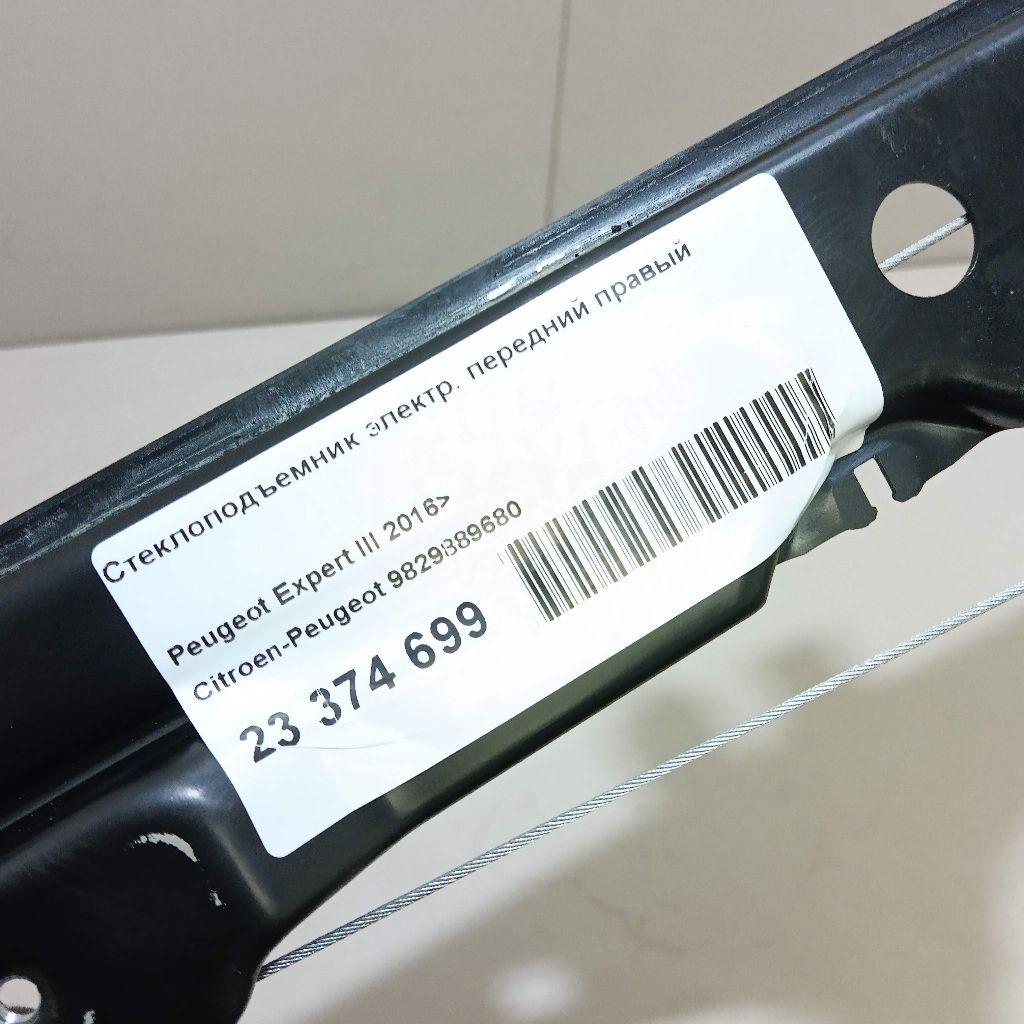 Стеклоподъемник электр. передний правый
Peugeot Expert III 2016>
Citroen-Peugeot 9829889680
23 374 699